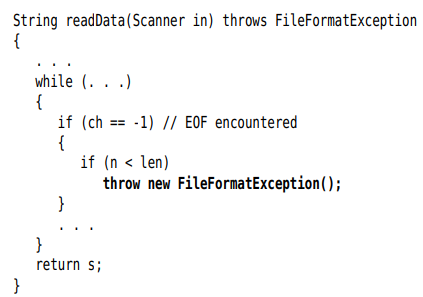 String readData(Scanner in) throws FileFormatException
{
   . . .
   while (. . .)
   {
      if (ch == -1) // EOF encountered
      {
         if (n < len)
            throw new FileFormatException();
      }
      . . .
   }
   return s;
}